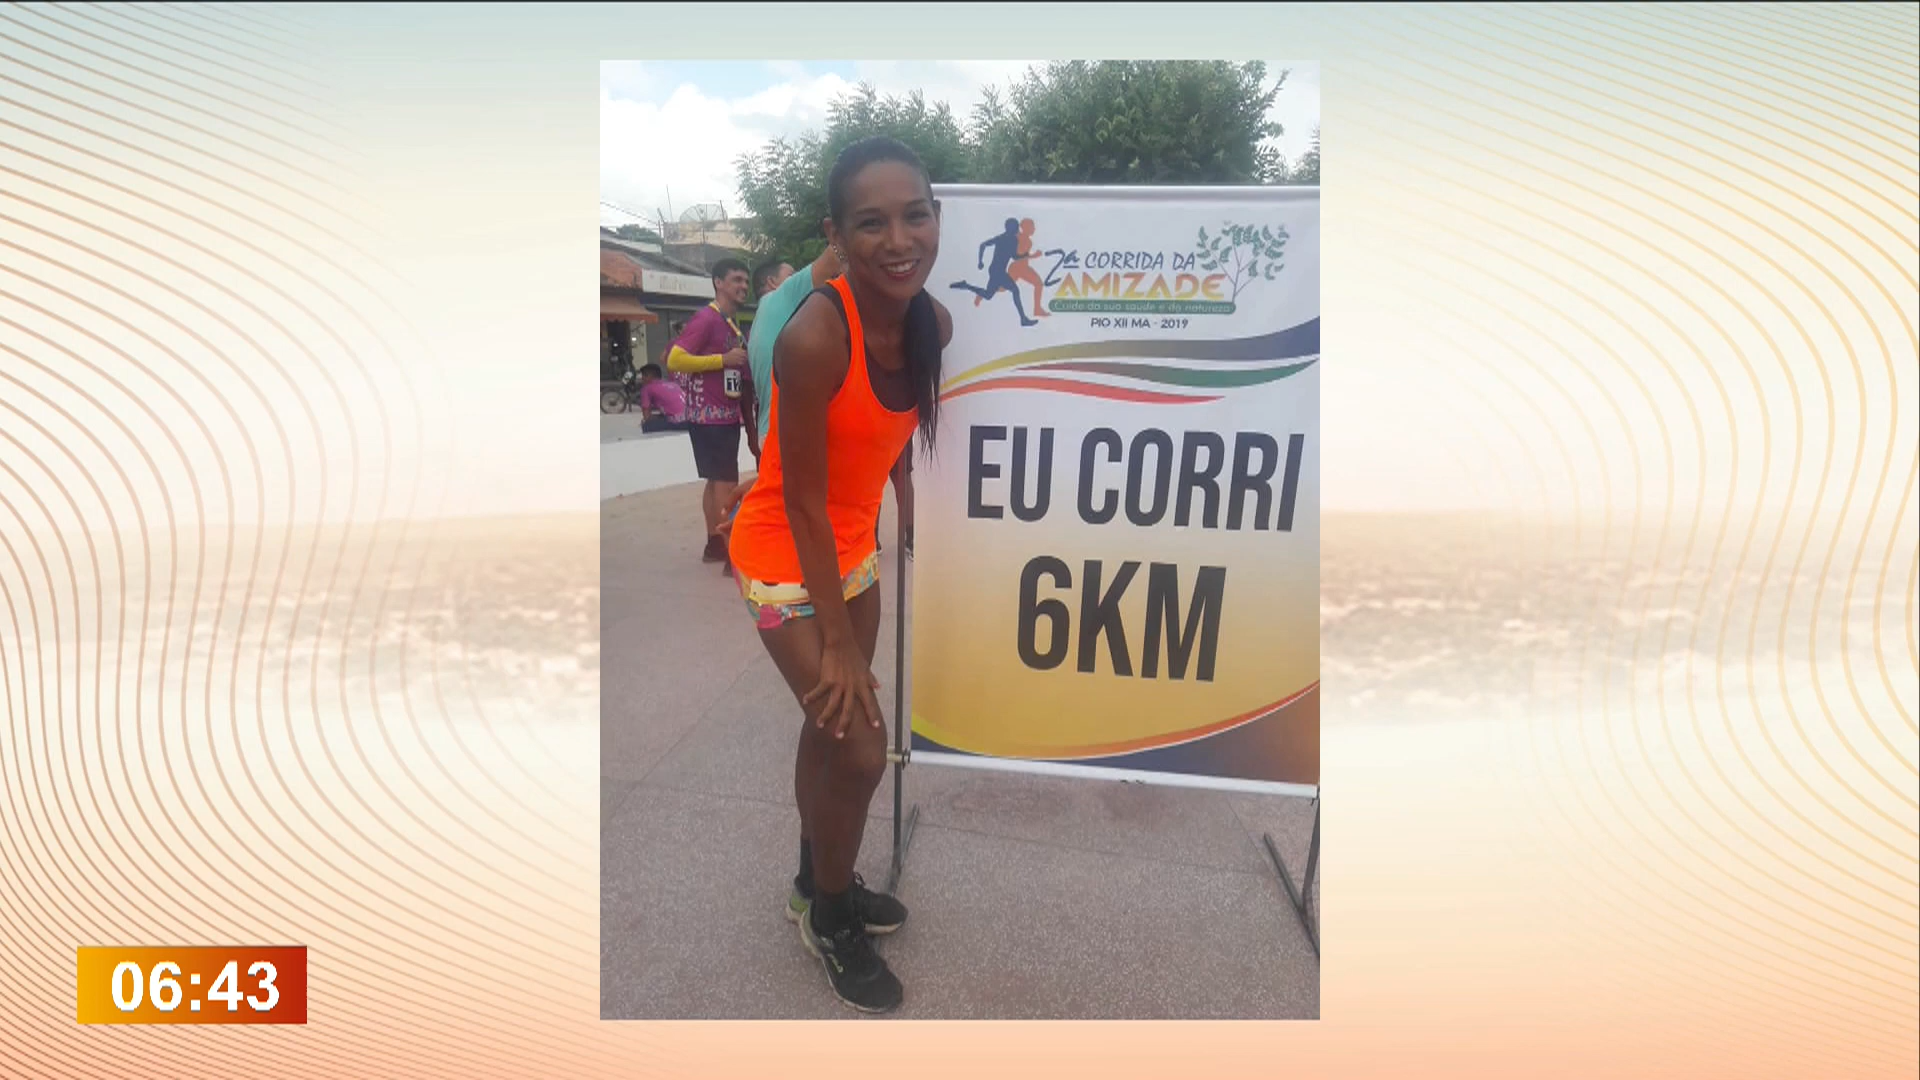 2ª CORRIDA DA
AMIZADE
Cuide da sua saúde e da natureza
PIO XII MA - 2019
EU CORRI
6KM
06:43